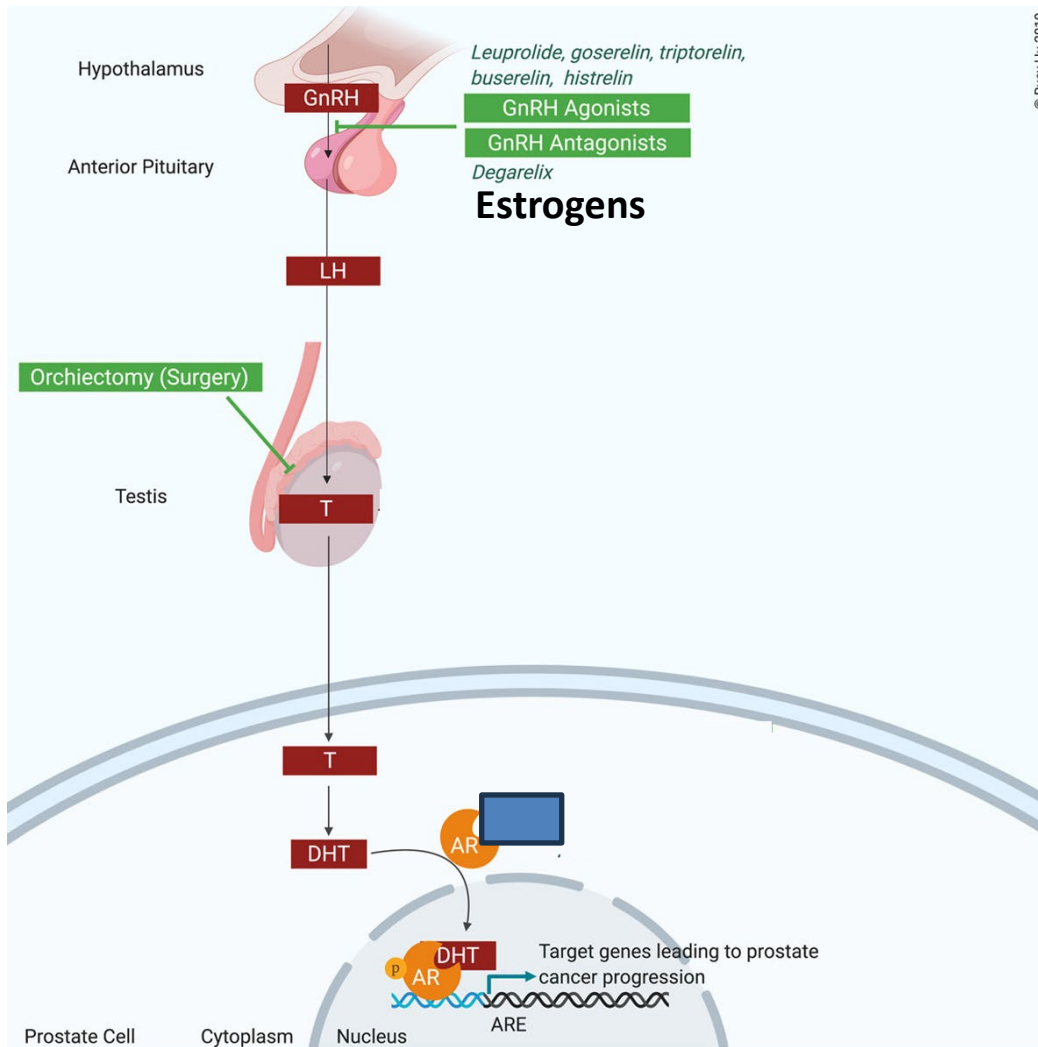 Hypothalamus
Leuprolide, goserelin, triptorelin,
buserelin, histrelin
GnRH
GnRH Agonists
GnRH Antagonists
Anterior Pituitary
Degarelix
Estrogens
LH
Orchiectomy (Surgery)
Testis
T
T
DHT
AR
DHT
Target genes leading to prostate
cancer progression
p
AR
ARE
Prostate Cell
Cytoplasm
Nucleus